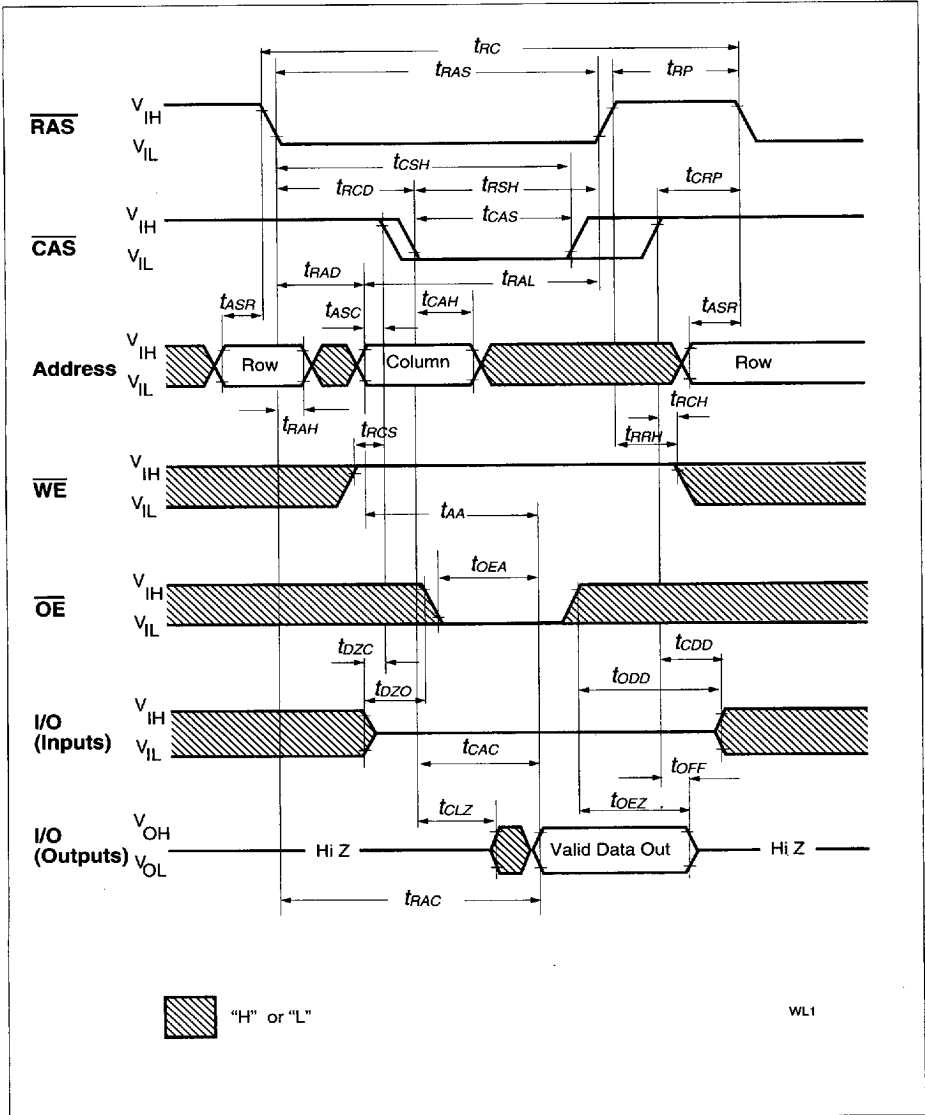 tRC
tRAS
tRP
RAS
VIH
VIL
tCSH
tRCD
tRSH
tCRP
CAS
VIH
VIL
tCAS
tRAD
tRAL
tASR
tASC
tCAH
tASR
Address
VIH
VIL
Row
Column
Row
tRAH
tRCS
tRCH
tRRH
WE
VIH
VIL
tAA
OE
VIH
VIL
tOEA
tDZC
tCDD
tDZO
tODD
I/O
(Inputs)
VIH
VIL
tCAC
tOFF
tCLZ
tOEZ
I/O
(Outputs)
VOH
VOL
Hi Z
Valid Data Out
Hi Z
tRAC
"H" or "L"
WL1